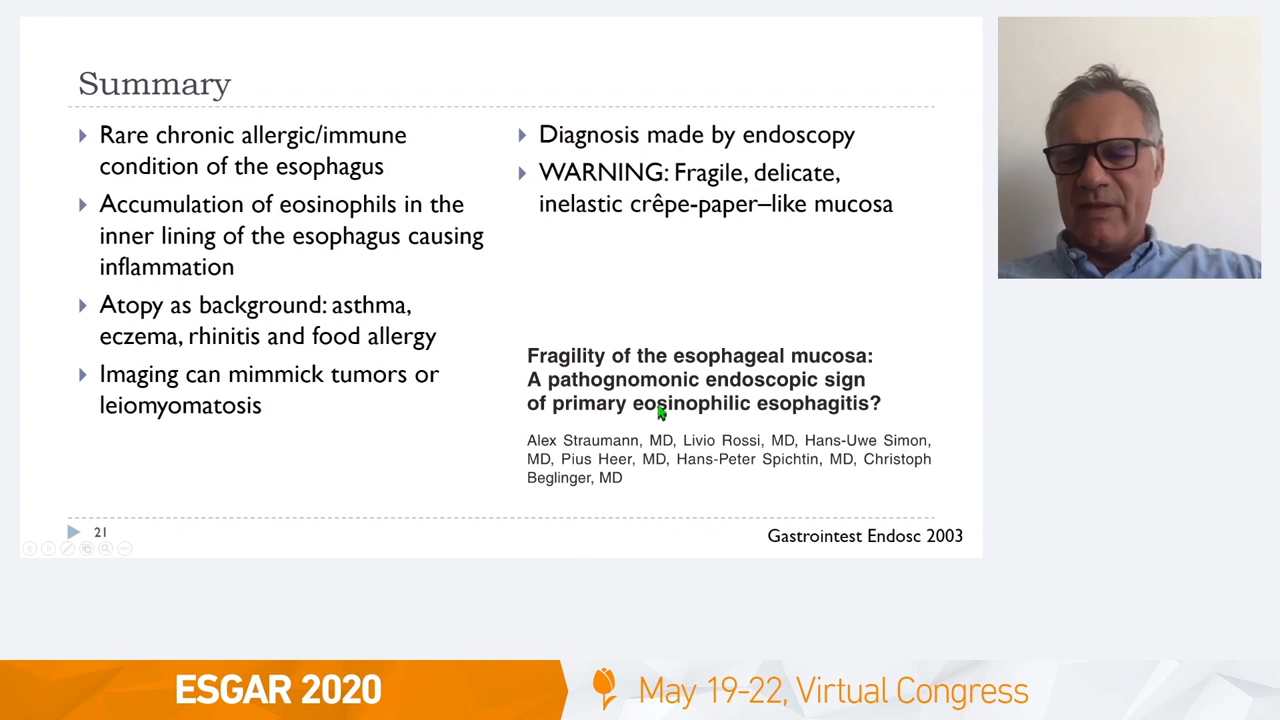 Summary
Rare chronic allergic/immune
condition of the esophagus
Accumulation of eosinophils in the
inner lining of the esophagus causing
inflammation
Atopy as background: asthma,
eczema, rhinitis and food allergy
Imaging can mimmick tumors or
leiomyomatosis
Diagnosis made by endoscopy
WARNING: Fragile, delicate,
inelastic crêpe-paper–like mucosa
Fragility of the esophageal mucosa:
A pathognomonic endoscopic sign
of primary eosinophilic esophagitis?
Alex Straumann, MD, Livio Rossi, MD, Hans-Uwe Simon,
MD, Pius Heer, MD, Hans-Peter Spichtin, MD, Christoph
Beglinger, MD
21
Gastrointest Endosc 2003
ESGAR 2020
May 19-22, Virtual Congress